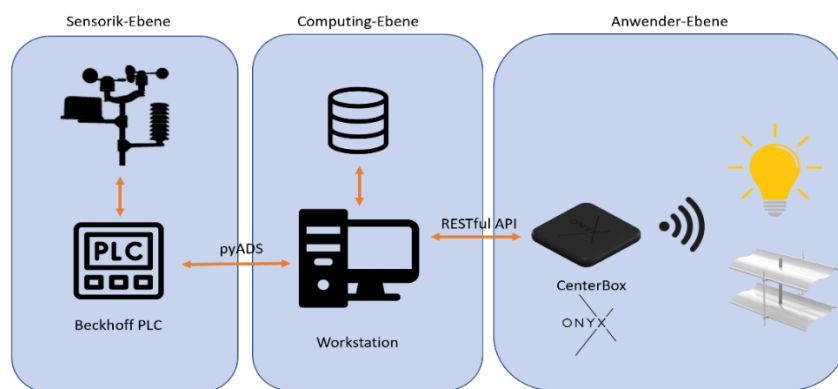 Sensorik-Ebene
Computing-Ebene
Anwender-Ebene
PLC
Beckhoff PLC
pyADS
Workstation
RESTful API
ONYX
CenterBox
ONYX